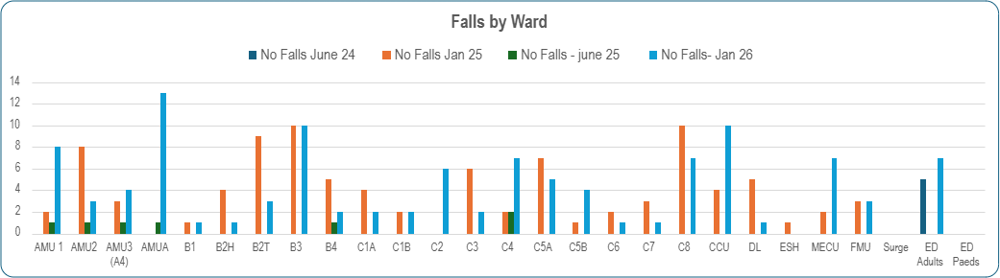 Falls by Ward
No Falls June 24 No Falls Jan 25 No Falls - june 25 No Falls- Jan 26
14
12
10
8
6
4
2
0
AMU 1 AMU2 AMU3 AMUA B1 B2H B2T B3 B4 C1A C1B C2 C3 C4 C5A C5B C6 C7 C8 CCU DL ESH MECU FMU Surge ED ED
(A4) Adults Paeds